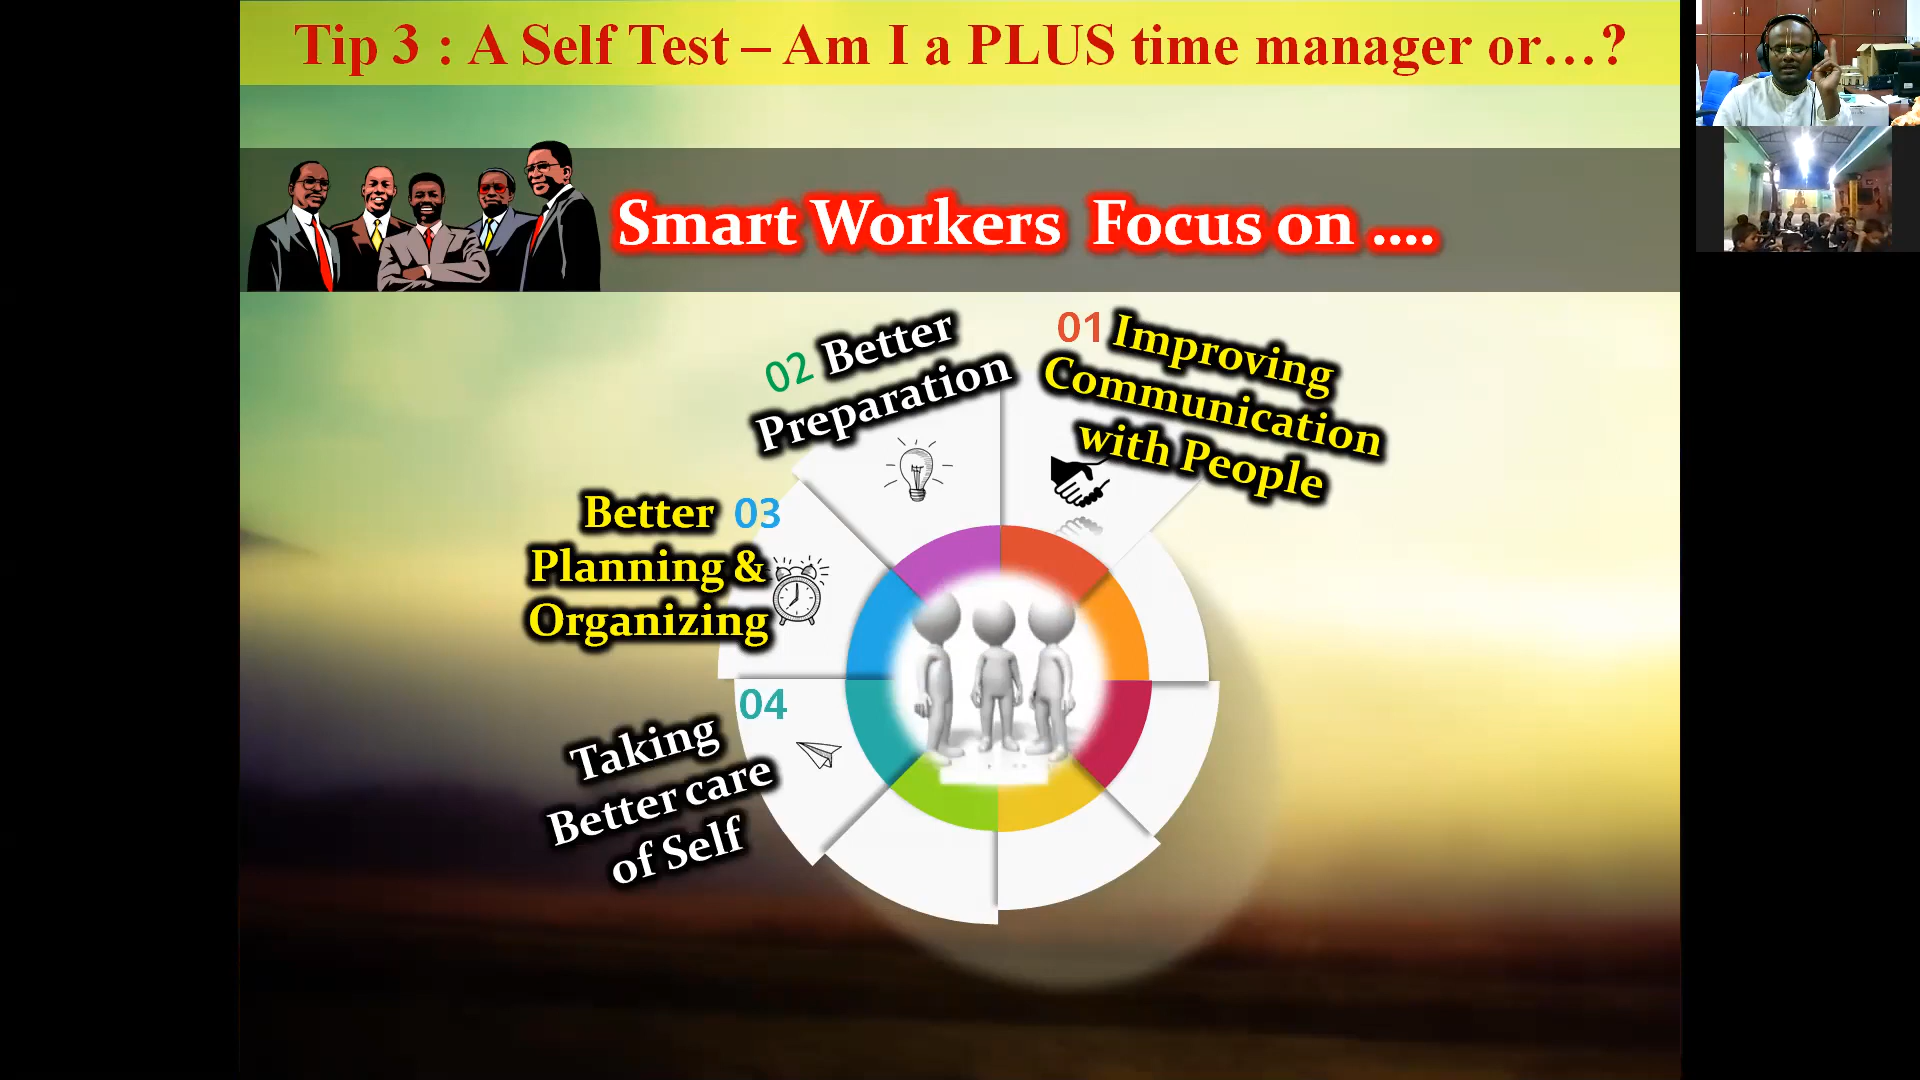 Tip 3 : A Self Test – Am I a PLUS time manager or...?
Smart Workers Focus on ....
01 Improving
Communication
with People
02 Better
Preparation
Better 03
Planning &
Organizing
04
Taking
Better care
of Self